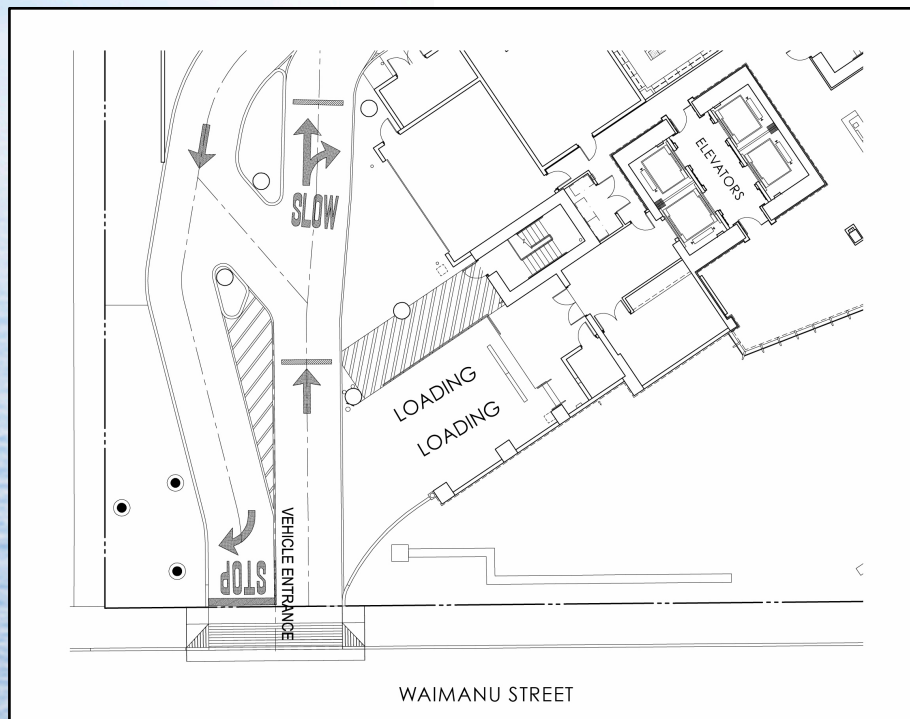 ELEVATORS
SLOW
LOADING
LOADING
VEHICLE ENTRANCE
STOP
WAIMANU STREET